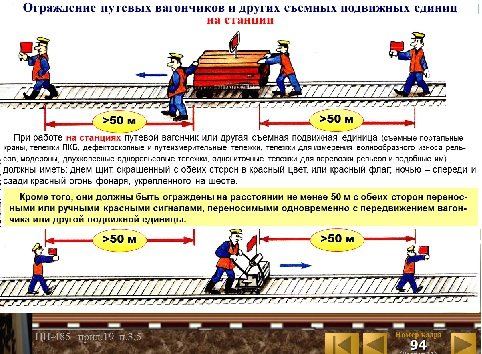 Ограждение путевых вагончиков и других съемных подвижных единиц
на станции
>50 м
>50 м
При работе на станциях путевой вагончик или другая съемная подвижная единица (съемные портальные
краны, тележки ПКБ, дефектоскопные и путеизмерительные тележки, тележки для измерения волнообразного износа рель-
сов, модероны, двухколесные одноребордные тележки, одиночные тележки для перевозки рельсов и подобные им)
должны иметь: днем щит, окрашенный с обеих сторон в красный цвет, или красный флаг; ночью – спереди и
сзади красный огонь фонаря, укрепленного на шесте.
Кроме того, они должны быть ограждены на расстоянии не менее 50 м с обеих сторон перенос-
ными или ручными красными сигналами, переносимыми одновременно с передвижением вагон-
чика или другой подвижной единицы.
>50 м
>50 м
ЦП-485 прил.19 п.3.5
Номер кадра
94